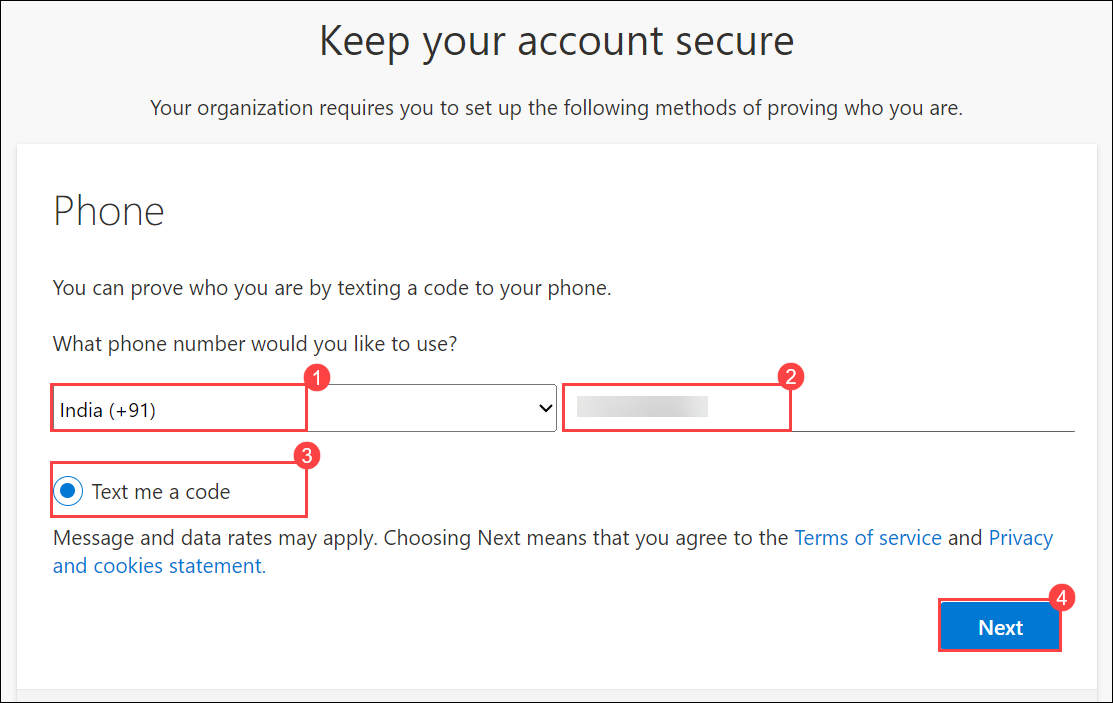 Keep your account secure
Your organization requires you to set up the following methods of proving who you are.
Phone
You can prove who you are by texting a code to your phone.
What phone number would you like to use?
1
2
India (+91)
3
Text me a code
Message and data rates may apply. Choosing Next means that you agree to the Terms of service and Privacy
and cookies statement.
4
Next